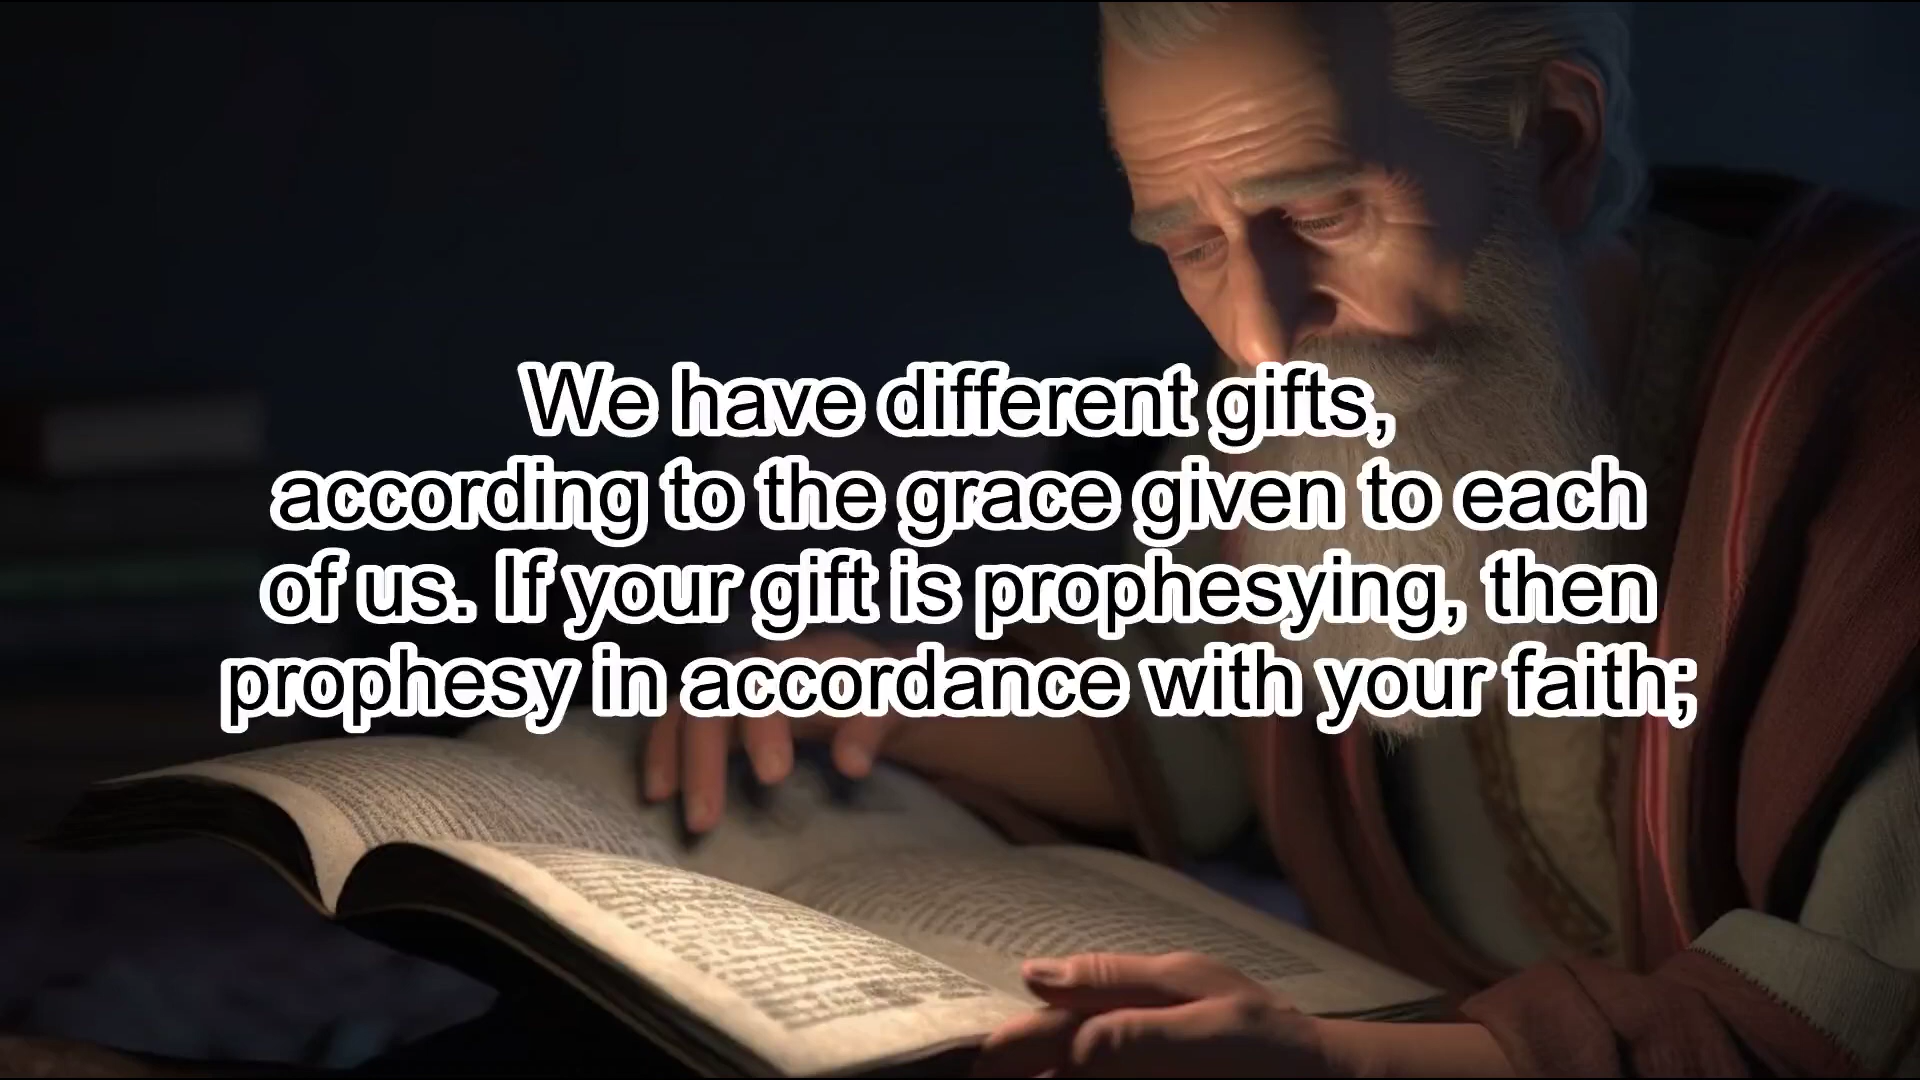 We have different gifts,
according to the grace given to each
of us. If your gift is prophesying, then
prophesy in accordance with your faith;